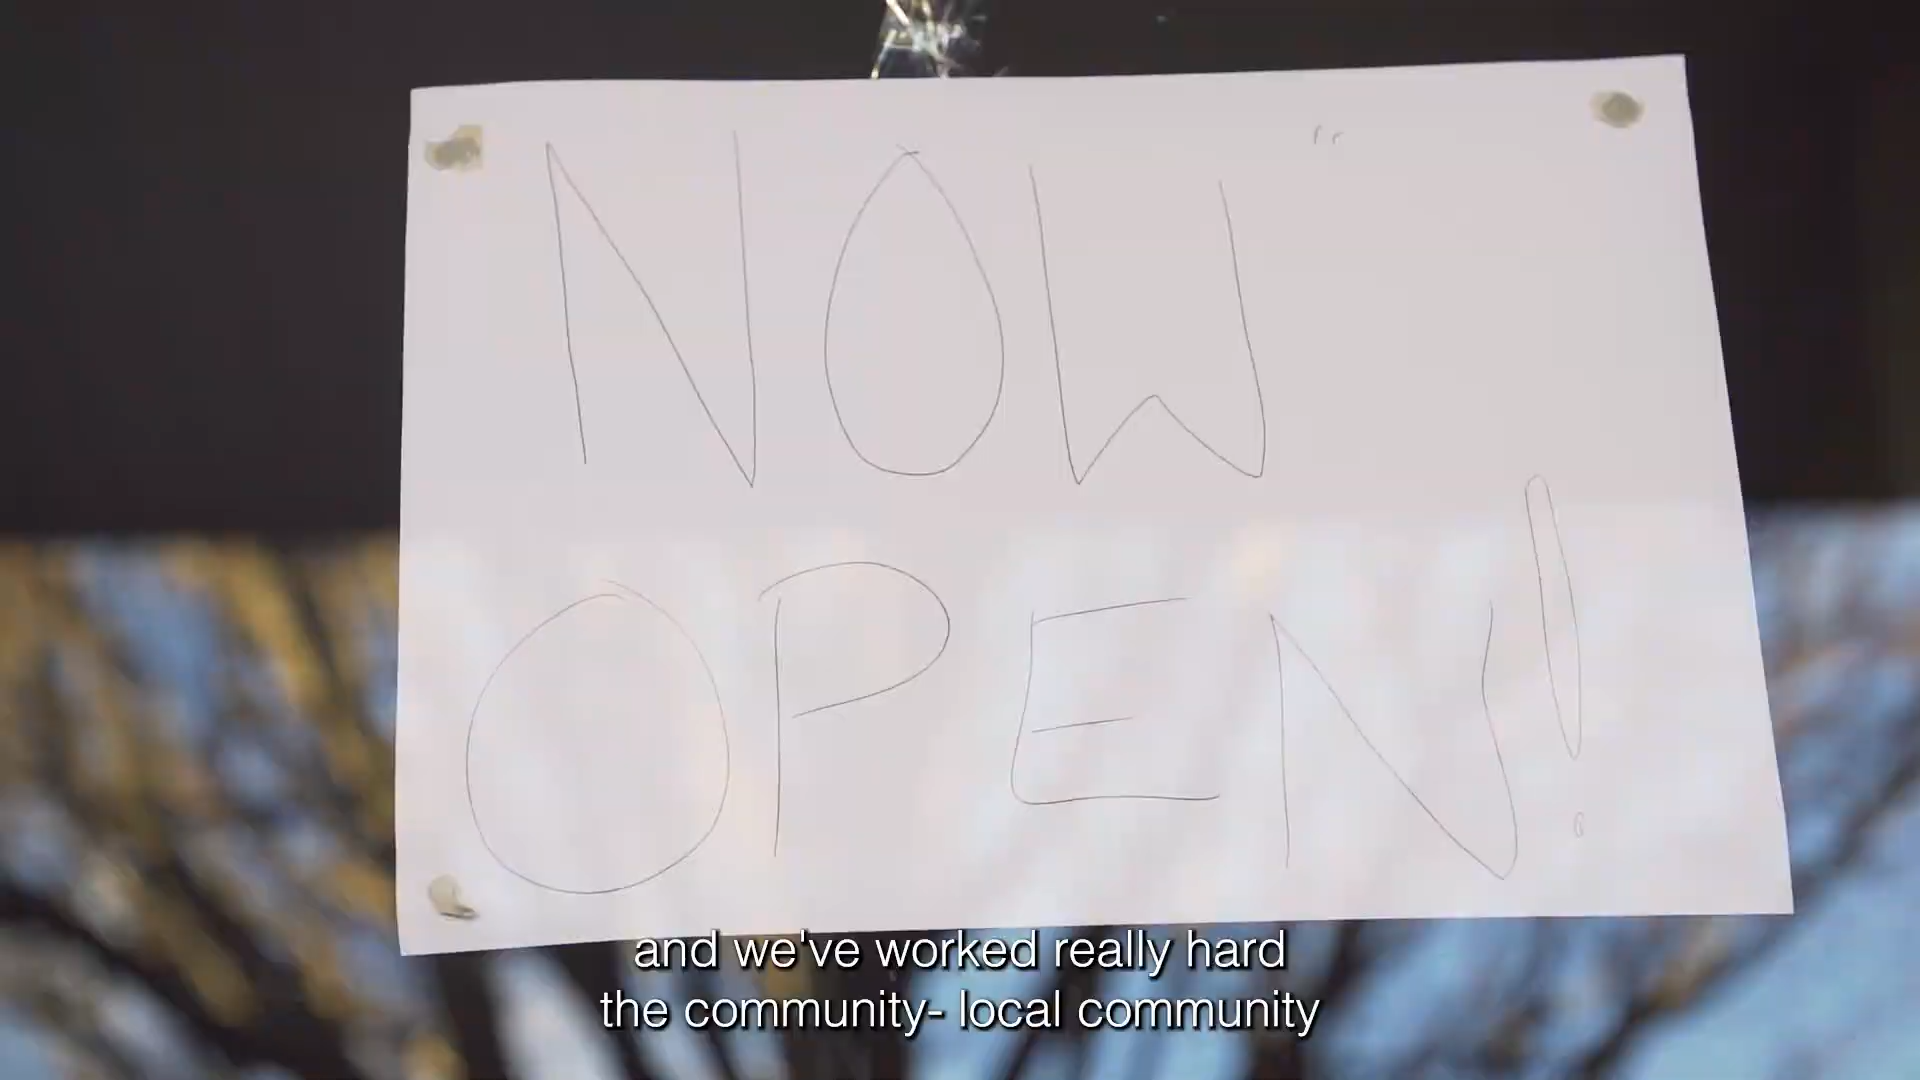 NOW
OPEN!
and we've worked really hard
the community- local community